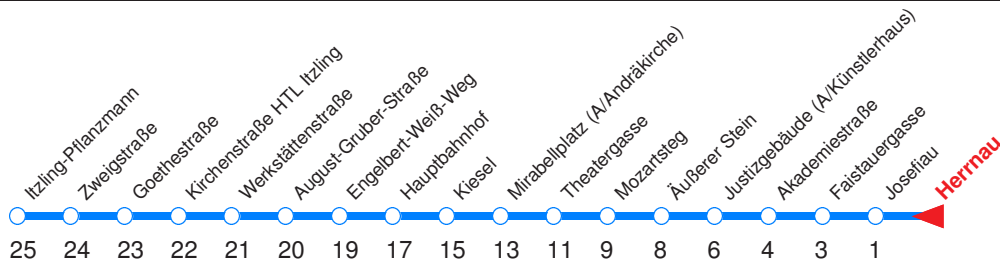 Itzling-Pflanzmann
Zweigstraße
Goethestraße
Kirchenstraße HTL Itzling
Werkstättenstraße
August-Gruber-Straße
Engelbert-Weiß-Weg
Hauptbahnhof
Kiesel
Mirabellplatz (A/Andräkirche)
Theatergasse
Mozartsteg
Äußerer Stein
Justizgebäude (A/Künstlerhaus)
Akademiestraße
Faistauergasse
Josefiau
Herrnau
25 24 23 22 21 20 19 17 15 13 11 9 8 6 4 3 1